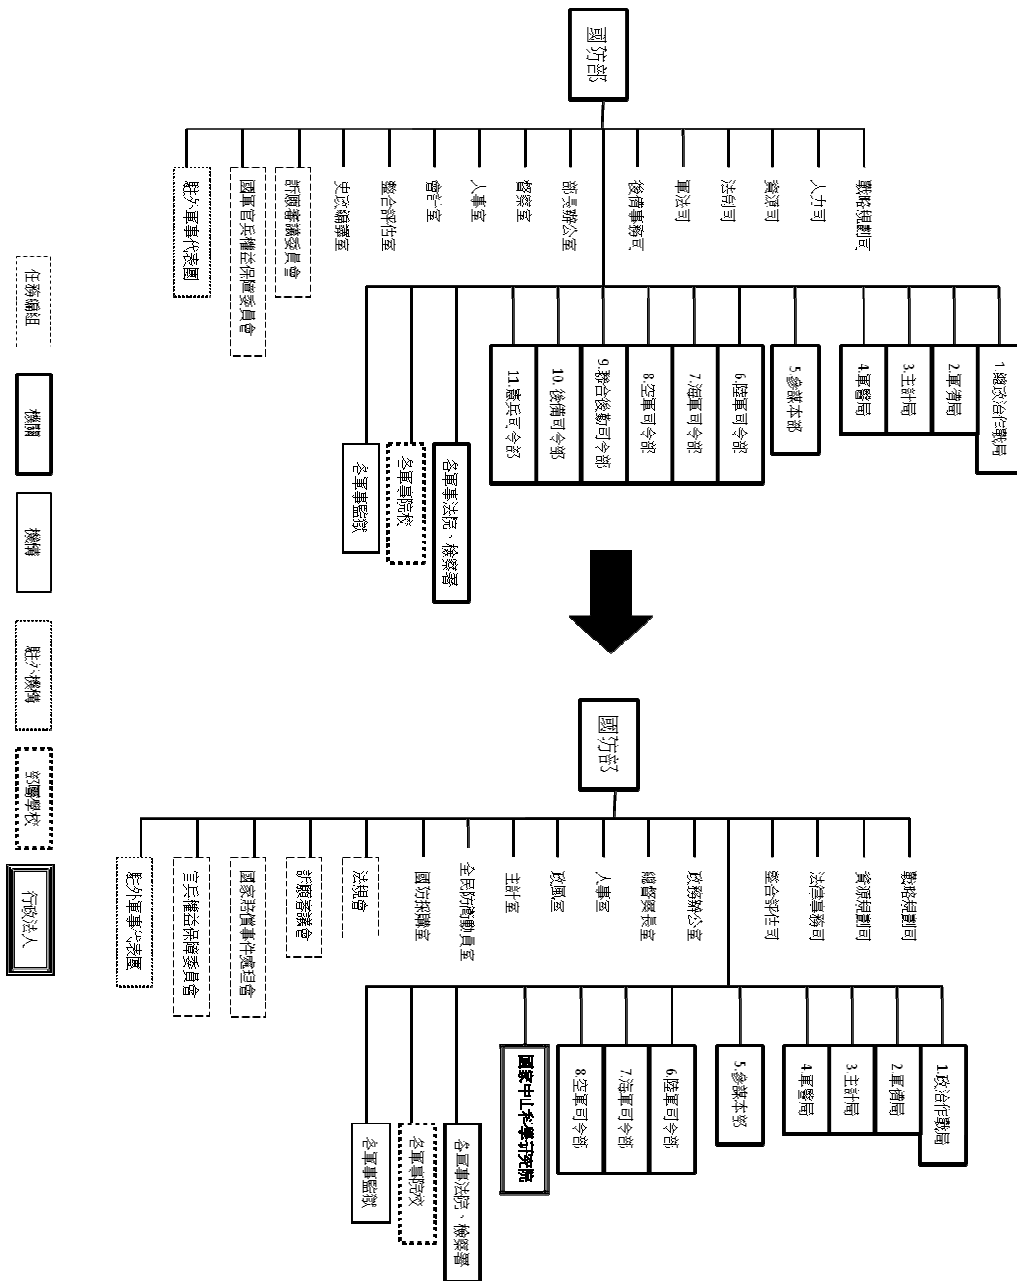 國防部
戰略規劃司
人力司
資源司
法制司
軍法司
後備事務司
部長辦公室
督察室
人事室
會計室
整合評估室
史政編譯室
訴願審議委員會
國軍官兵權益保障委員會
駐外軍事代表團
1.總政治作戰局
2.軍備局
3.主計局
4.軍醫局
5.參謀本部
6.陸軍司令部
7.海軍司令部
8.空軍司令部
9.聯合後勤司令部
10.後備司令部
11.憲兵司令部
各軍事法院、檢察署
各軍事院校
各軍事監獄
國防部
戰略規劃司
資源規劃司
法律事務司
整合評估司
政務辦公室
總督察長室
人事室
政風室
主計室
全民防衛動員室
國防採購室
法規會
訴願審議會
國家賠償事件處理會
官兵權益保障委員會
駐外軍事代表團
1.政治作戰局
2.軍備局
3.主計局
4.軍醫局
5.參謀本部
6.陸軍司令部
7.海軍司令部
8.空軍司令部
國家中山科學研究院
各軍事法院、檢察署
各軍事院校
各軍事監獄
任務編組
機關
機構
駐外機構
部屬學校
行政法人